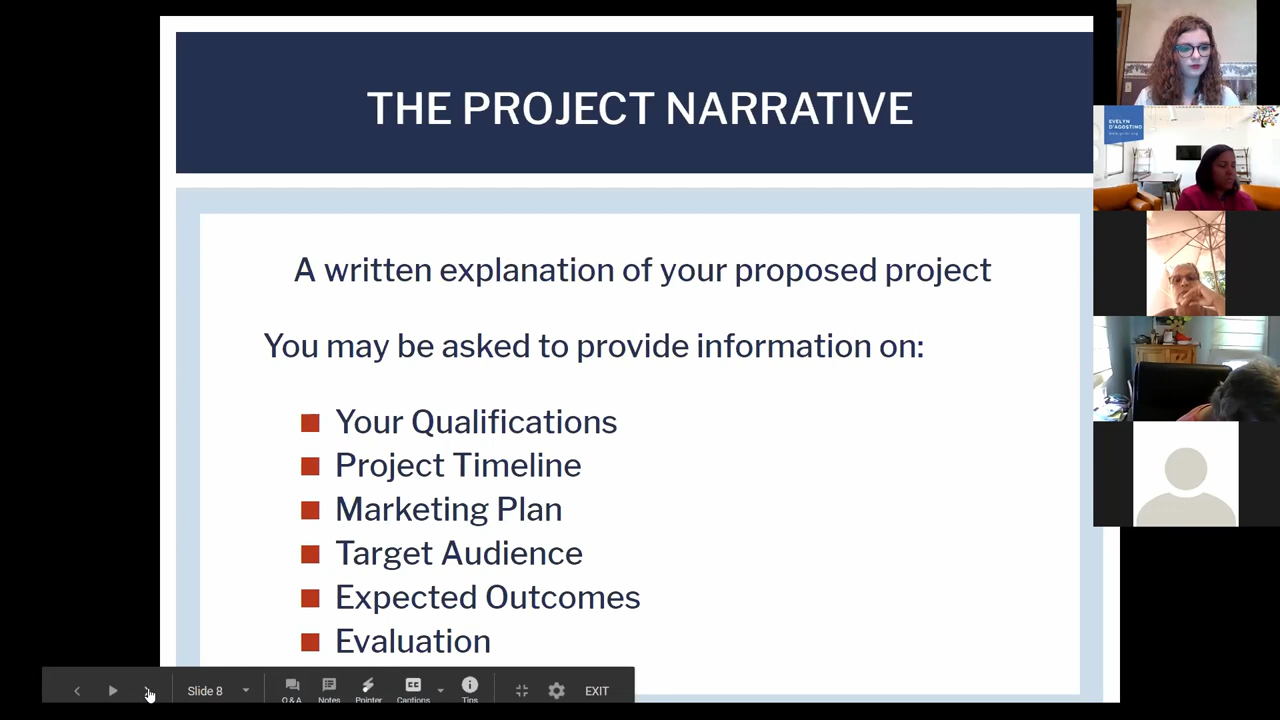 THE PROJECT NARRATIVE
A written explanation of your proposed project
You may be asked to provide information on:
Your Qualifications
Project Timeline
Marketing Plan
Target Audience
Expected Outcomes
Evaluation
Slide 8
Q & A
Notes
Pointer
Captions
CC
Tips
EXIT
EVELYN
D'AGOSTINO